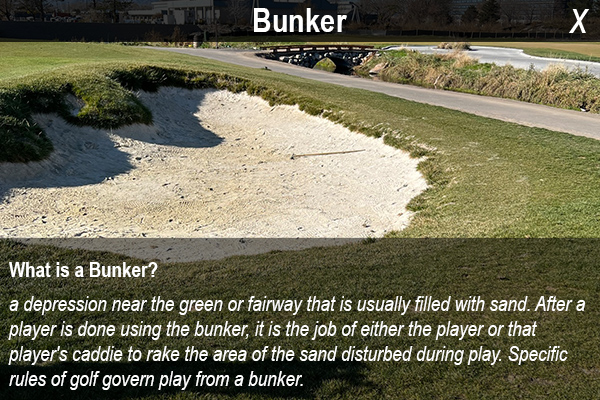 Bunker
X
What is a Bunker?
a depression near the green or fairway that is usually filled with sand. After a
player is done using the bunker, it is the job of either the player or that
player's caddie to rake the area of the sand disturbed during play. Specific
rules of golf govern play from a bunker.